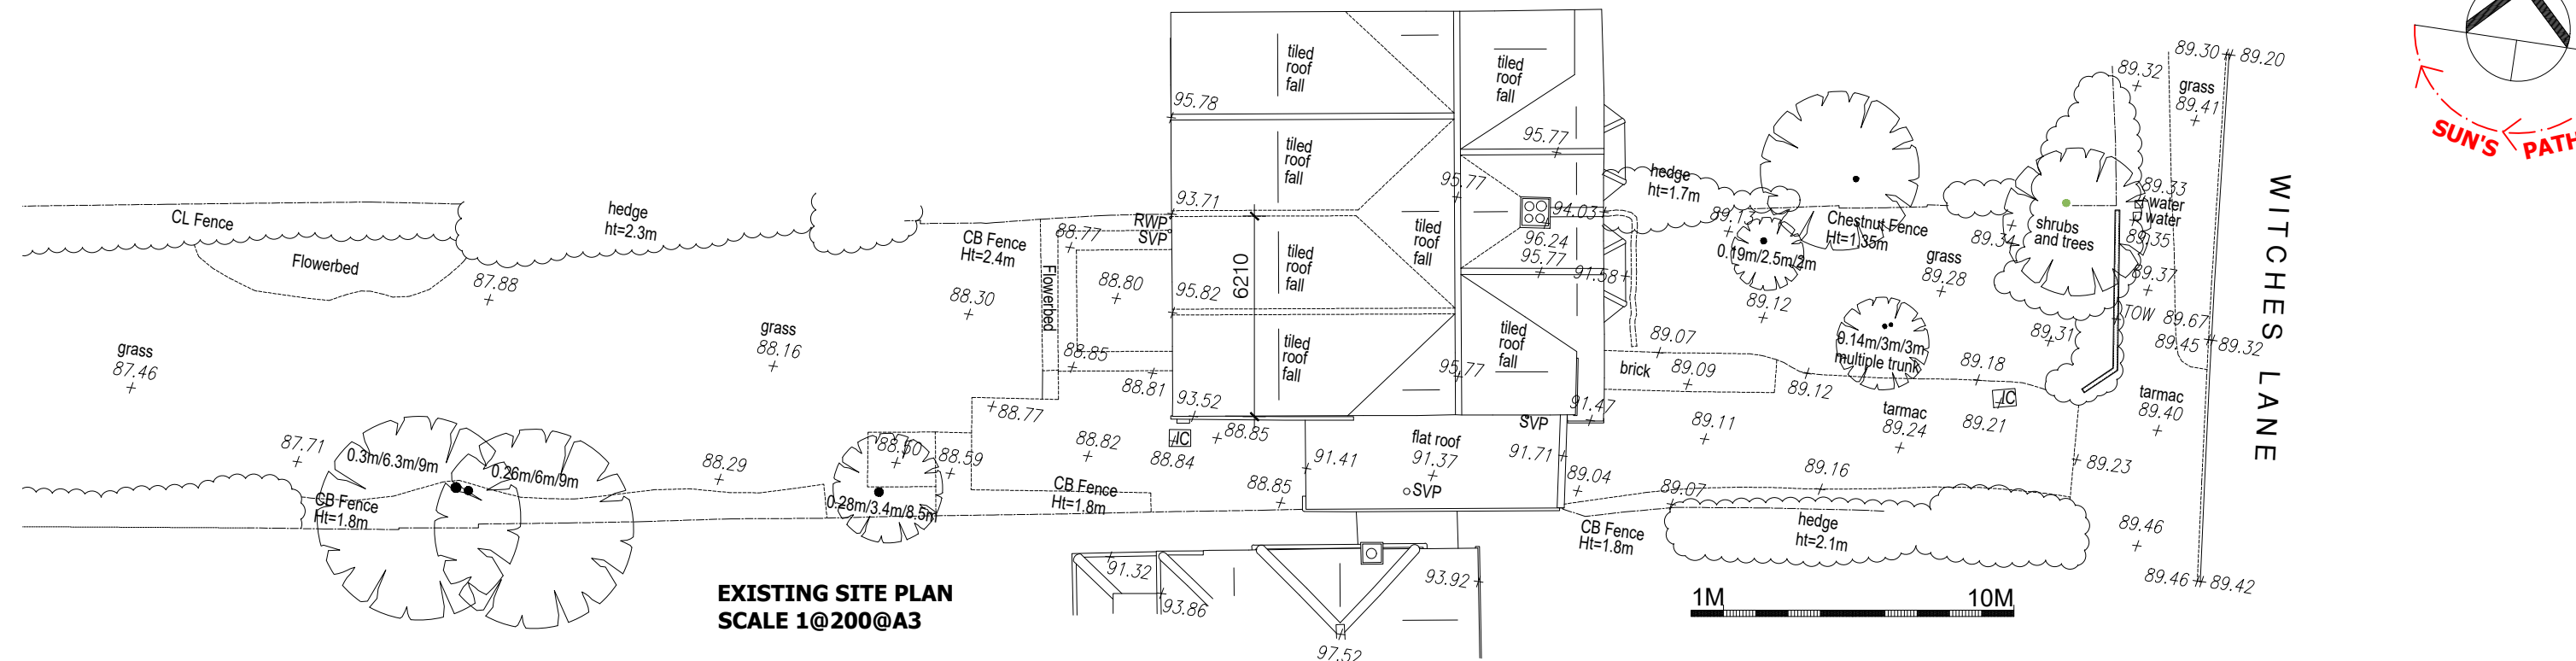 89.30 89.20
89.32
grass
89.41
SUN'S PATH
WITCHES LANE
tiled
roof
fall
tiled
roof
fall
95.78
95.77
tiled
roof
fall
hedge
ht=1.7m
95.77
93.71
94.03
89.13
Chestnut Fence
Ht=1.35m
89.33
water
water
shrubs
and trees
89.34
89.35
CL Fence
hedge
ht=2.3m
RWP
SVP
88.77
CB Fence
Ht=2.4m
Flowerbed
Flowerbed
87.88
88.30
88.80
95.82
6210
tiled
roof
fall
tiled
roof
fall
96.24
95.77
91.58
0.19m/2.5m/2m
grass
89.28
89.37
89.12
TOW 89.67
89.45 89.32
grass
87.46
grass
88.16
88.85
88.81
tiled
roof
fall
tiled
roof
fall
95.77
89.07
89.31
0.14m/3m/3m
multiple trunk
89.18
brick
89.09
89.12
88.77
93.52
91.47
IC
tarmac
89.40
tarmac
89.24
89.21
87.71
0.3m/6.3m/9m
0.26m/6m/9m
88.29
88.50
88.59
88.82
IC
88.84
88.85
SVP
flat roof
91.37
91.41
91.71
89.11
89.04
89.16
89.23
CB Fence
Ht=1.8m
0.28m/3.4m/8.5m
CB Fence
Ht=1.8m
88.85
SVP
89.07
CB Fence
Ht=1.8m
hedge
ht=2.1m
89.46
91.32
93.86
93.92
89.46 89.42
EXISTING SITE PLAN
SCALE 1@200@A3
1M 10M
97.52